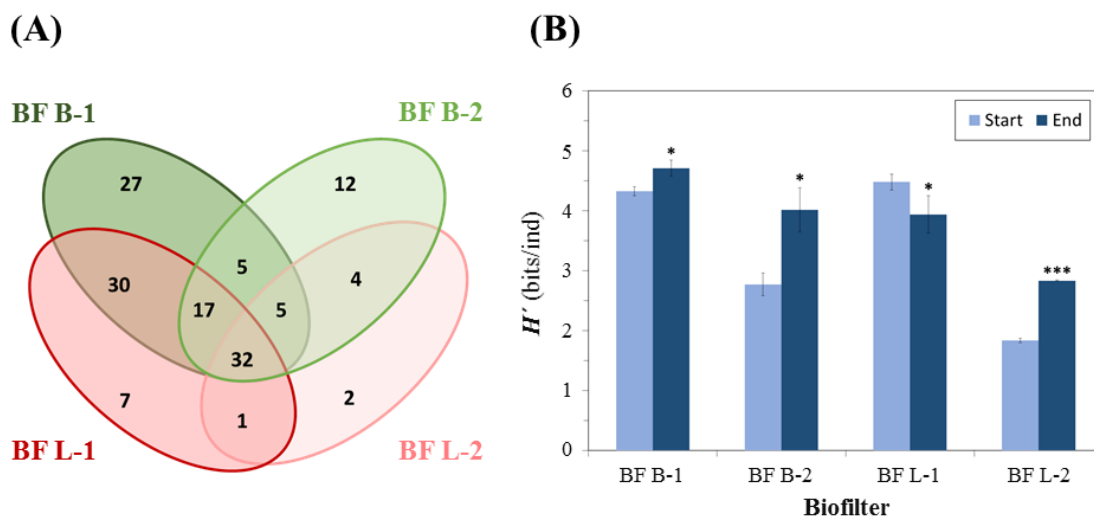 (A)
BF B-1
BF B-2
27
12
5
30
4
17
5
32
7
2
1
BF L-1
BF L-2
(B)
6
5
4
3
2
1
0
H´ (bits/ind)
Start End
*
*
*
***
BF B-1 BF B-2 BF L-1 BF L-2
Biofilter